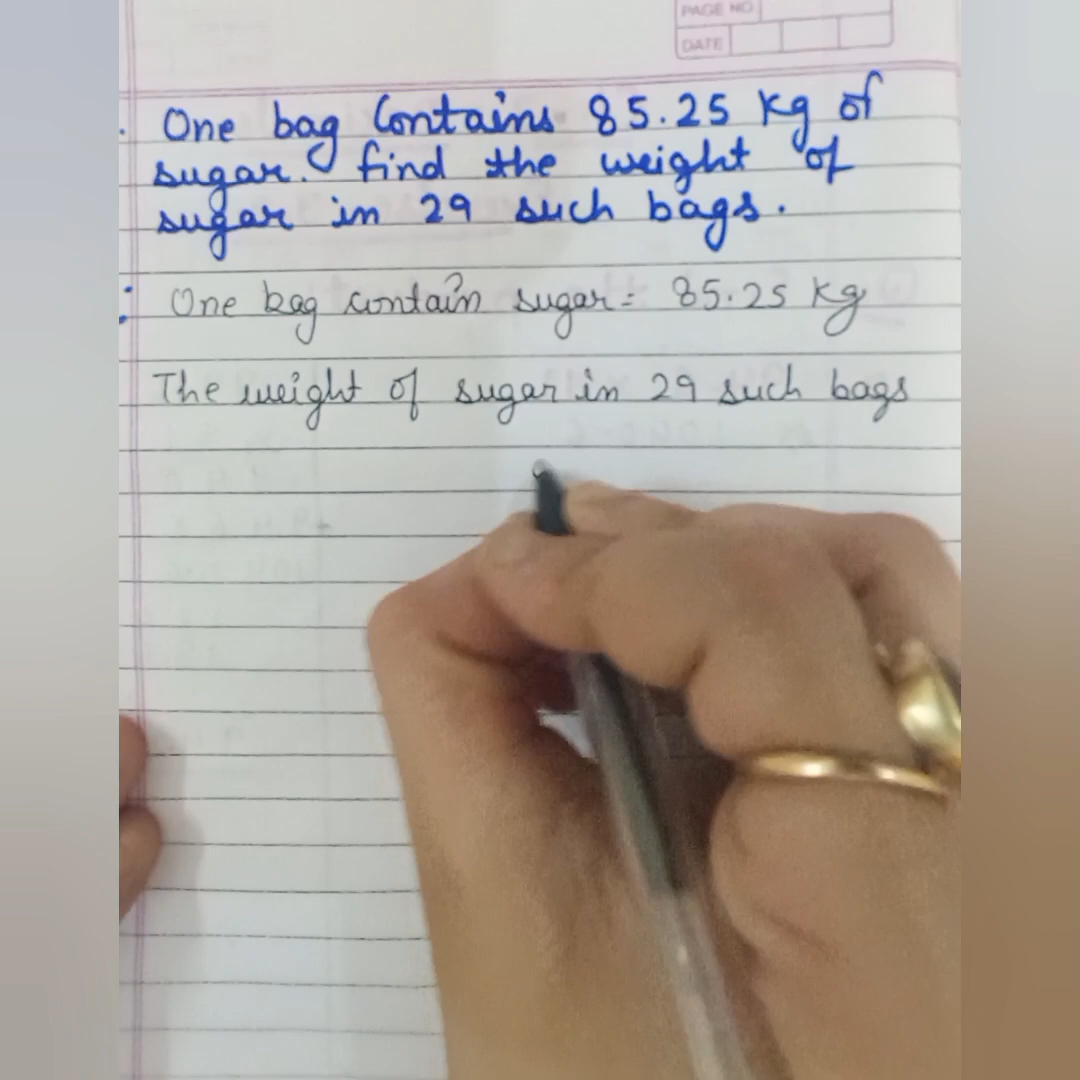 PAGE NO
DATE
. One bag Contains 85.25 Kg of
sugar. find the weight of
sugar in 29 such bags.
: One bag contain sugar = 85.25 Kg
The weight of sugar in 29 such bags